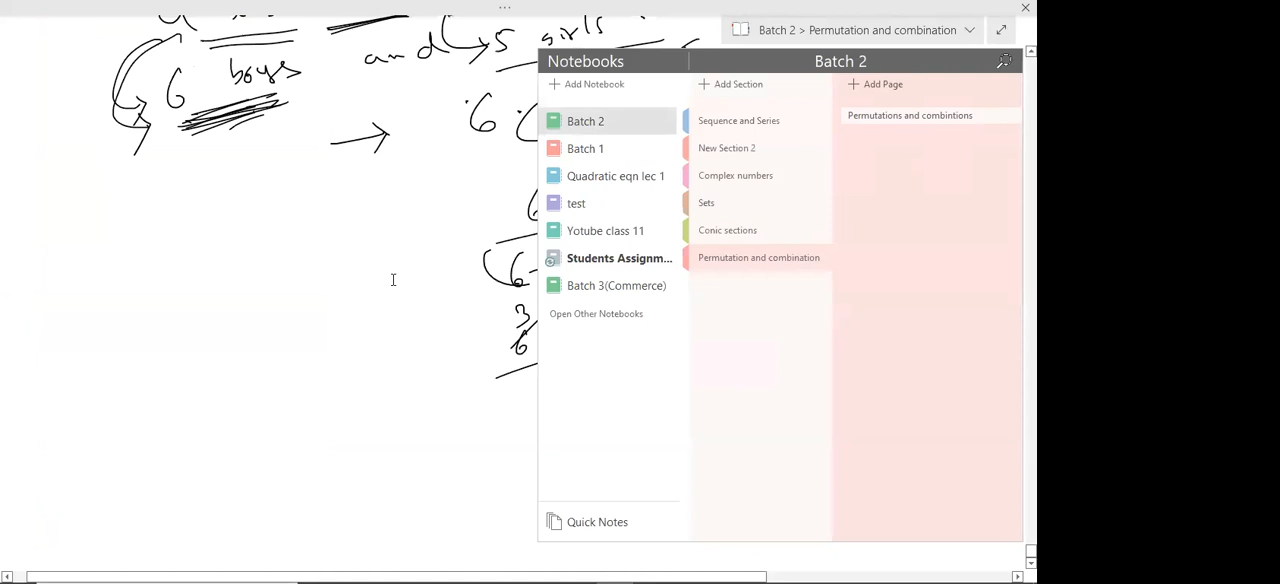 Batch 2 > Permutation and combination
and 5 girls
6 boys
6 (
6
(6-
3
6
Notebooks
Batch 2
Add Notebook
Add Section
Add Page
Batch 2
Batch 1
Quadratic eqn lec 1
test
Yotube class 11
Students Assignm...
Batch 3(Commerce)
Open Other Notebooks
Quick Notes
Sequence and Series
New Section 2
Complex numbers
Sets
Conic sections
Permutation and combination
Permutations and combintions